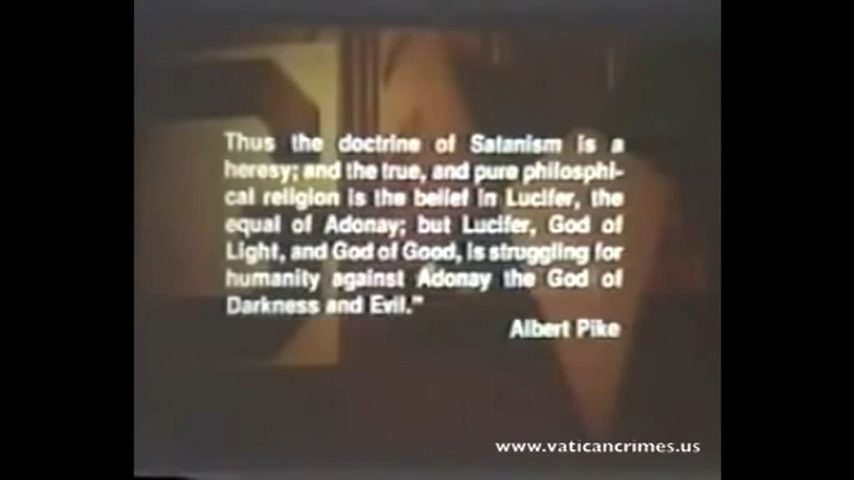 Thus the doctrine of Satanism is a
heresy; and the true, and pure philosphi-
cal religion is the belief in Lucifer, the
equal of Adonay; but Lucifer, God of
Light, and God of Good, is struggling for
humanity against Adonay the God of
Darkness and Evil."
Albert Pike
www.vaticancrimes.us